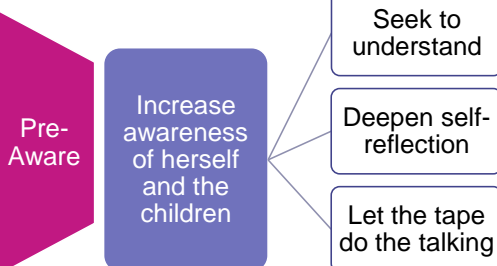 Pre-
Aware
Increase
awareness
of herself
and the
children
Seek to
understand
Deepen self-
reflection
Let the tape
do the talking